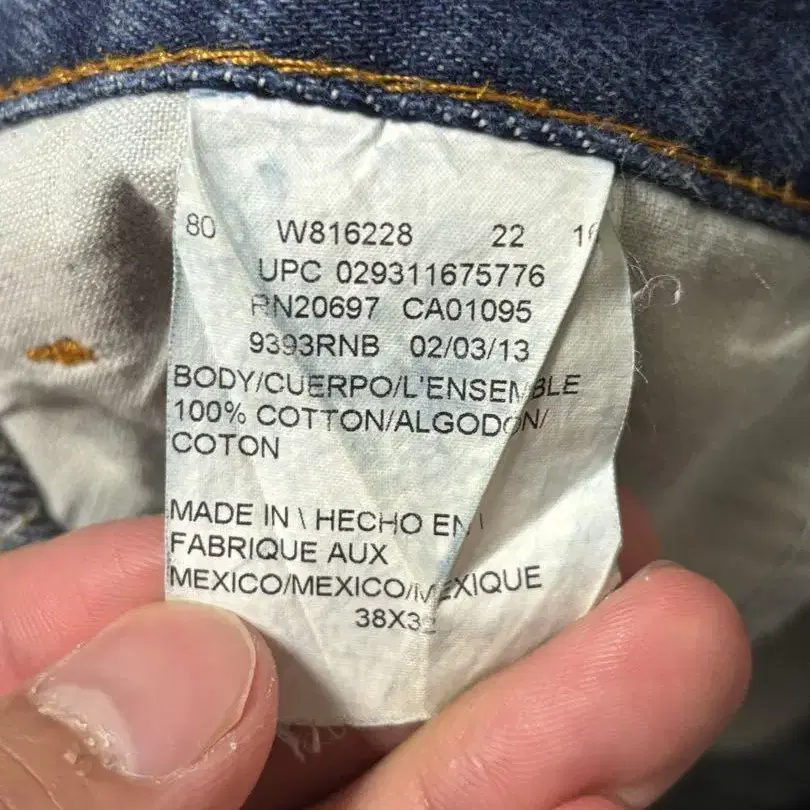 80 W816228 22
UPC 029311675776
RN20697 CA01095
9393RNB 02/03/13
BODY/CUERPO/L'ENSEMBLE
100% COTTON/ALGODON/
COTON
MADE IN \ HECHO EN \
FABRIQUE AUX
MEXICO/MEXICO/MEXIQUE